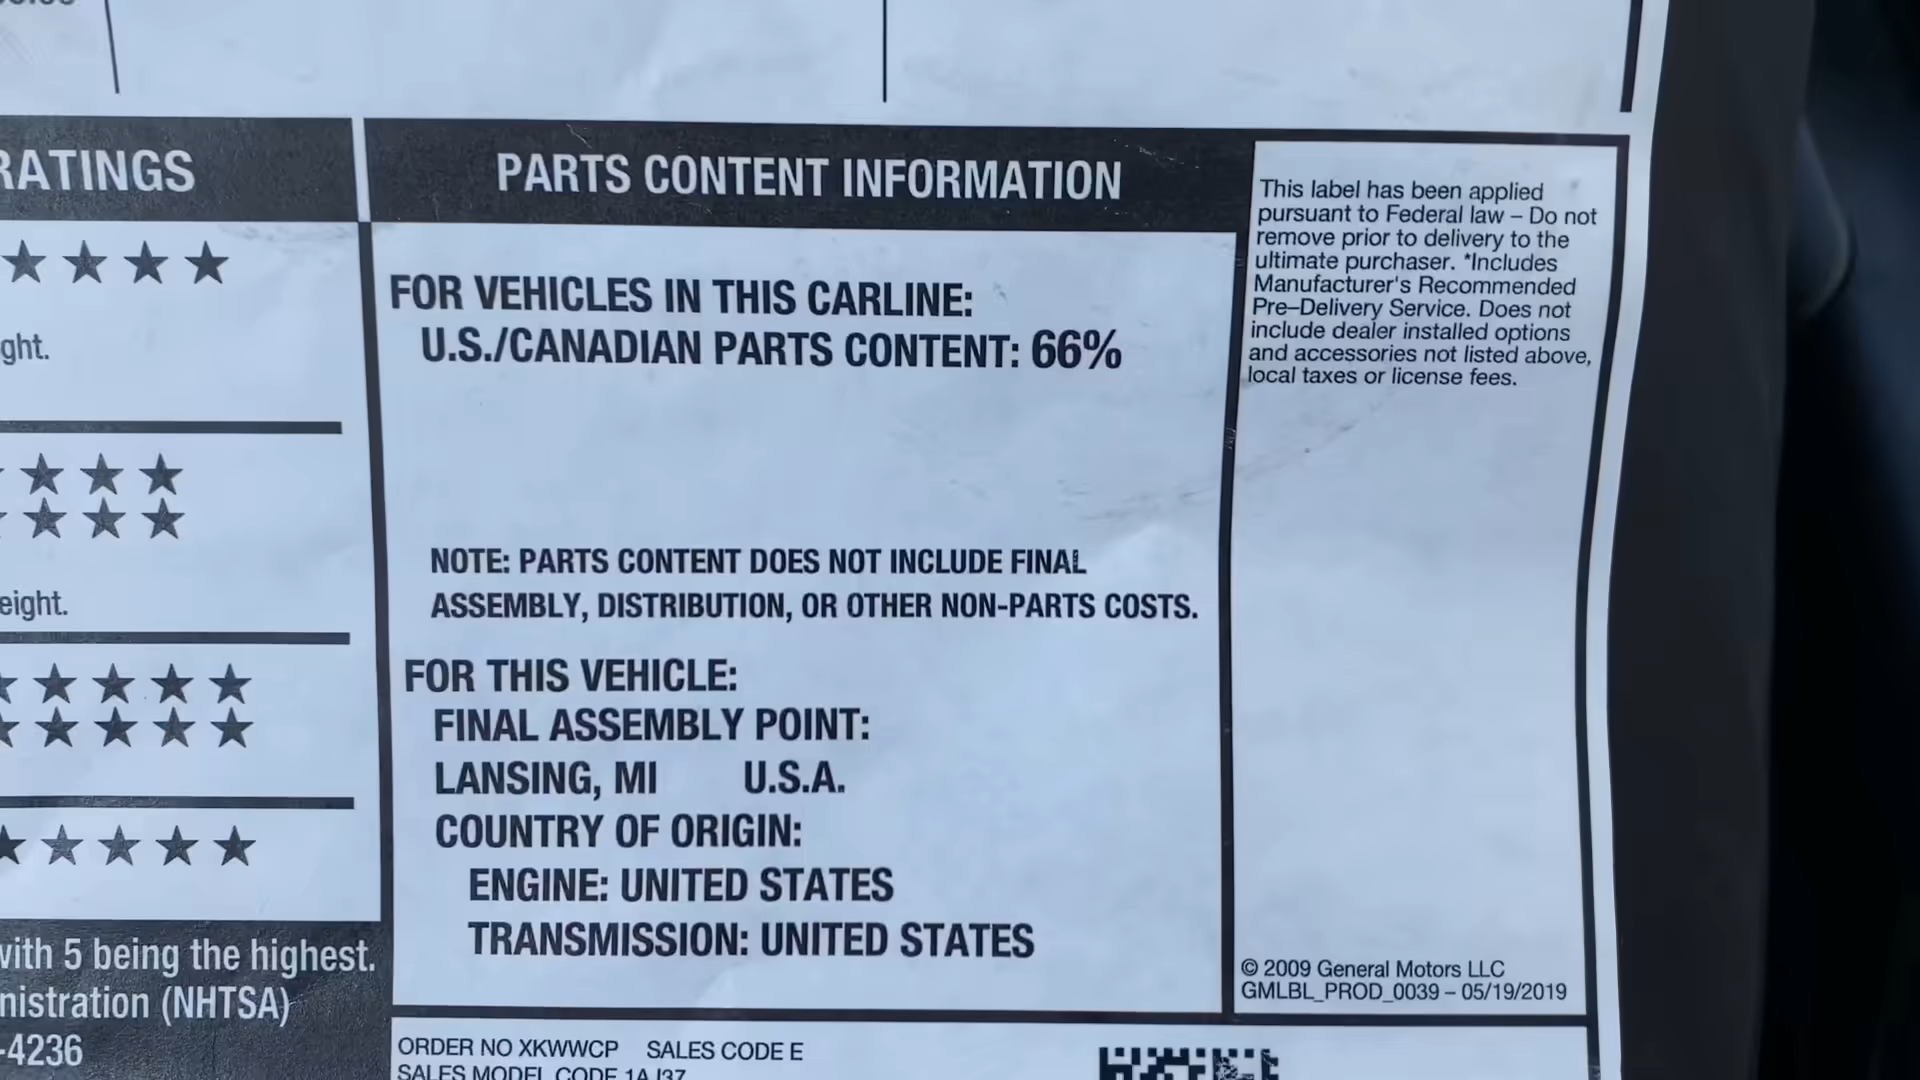 RATINGS
PARTS CONTENT INFORMATION
FOR VEHICLES IN THIS CARLINE:
U.S./CANADIAN PARTS CONTENT: 66%
NOTE: PARTS CONTENT DOES NOT INCLUDE FINAL
ASSEMBLY, DISTRIBUTION, OR OTHER NON-PARTS COSTS.
FOR THIS VEHICLE:
FINAL ASSEMBLY POINT:
LANSING, MI U.S.A.
COUNTRY OF ORIGIN:
ENGINE: UNITED STATES
TRANSMISSION: UNITED STATES
This label has been applied
pursuant to Federal law – Do not
remove prior to delivery to the
ultimate purchaser. *Includes
Manufacturer's Recommended
Pre–Delivery Service. Does not
include dealer installed options
and accessories not listed above,
local taxes or license fees.
© 2009 General Motors LLC
GMLBL_PROD_0039 – 05/19/2019
with 5 being the highest.
(NHTSA)
-4236
ORDER NO XKWWCP SALES CODE E
SALES MODEL CODE